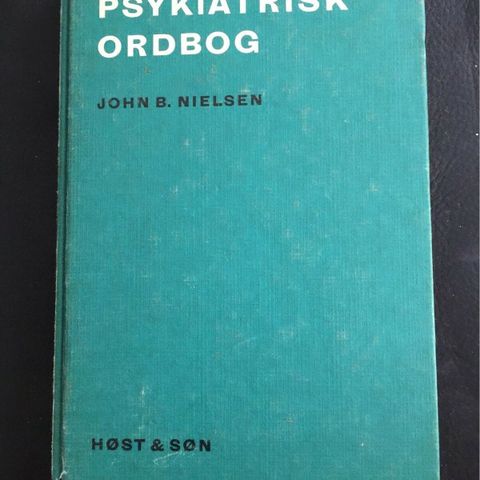 PSYKIATRISK
ORDBOG
JOHN B. NIELSEN
HØST & SØN